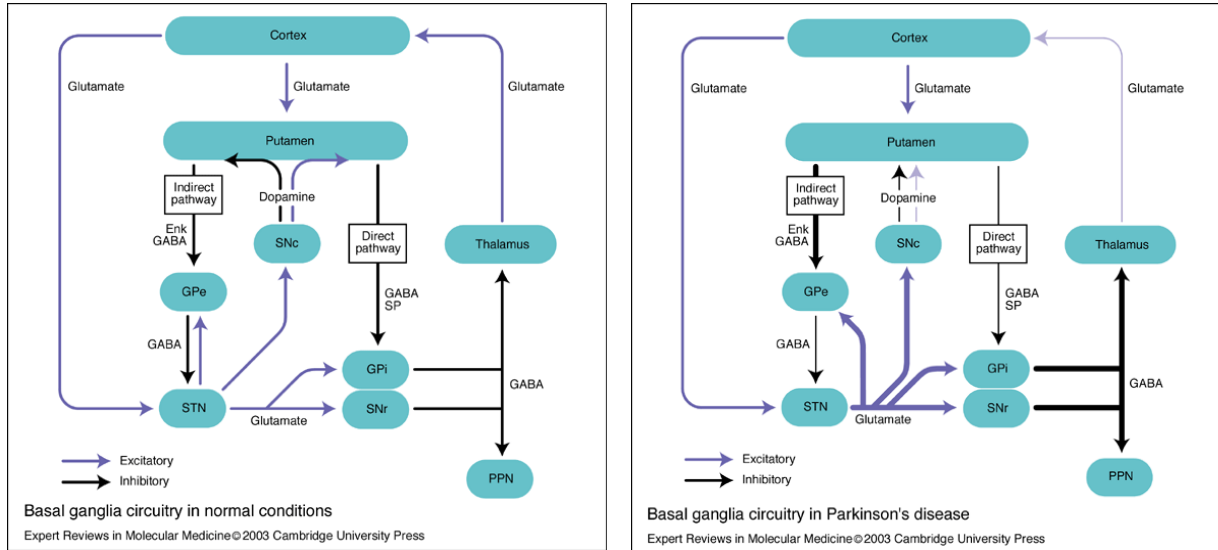 Cortex
Glutamate
Glutamate
Glutamate
Putamen
Indirect
pathway
Dopamine
Enk
GABA
SNc
Direct
pathway
Thalamus
GPe
GABA
SP
GABA
GPi
GABA
STN
SNr
Glutamate
Excitatory
Inhibitory
PPN
Basal ganglia circuitry in normal conditions
Expert Reviews in Molecular Medicine © 2003 Cambridge University Press
Cortex
Glutamate
Glutamate
Glutamate
Putamen
Indirect
pathway
Dopamine
Enk
GABA
SNc
Direct
pathway
Thalamus
GPe
GABA
SP
GABA
GPi
GABA
STN
SNr
Glutamate
Excitatory
Inhibitory
PPN
Basal ganglia circuitry in Parkinson's disease
Expert Reviews in Molecular Medicine © 2003 Cambridge University Press